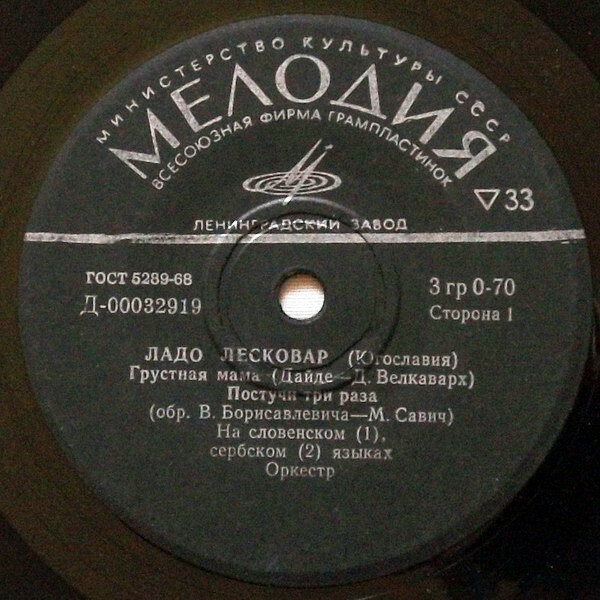 МИНИСТЕРСТВО КУЛЬТУРЫ СССР
МЕЛОДИЯ
ВСЕСОЮЗНАЯ ФИРМА ГРАМПЛАСТИНОК
▽33
ЛЕНИНГРАДСКИЙ ЗАВОД
ГОСТ 5289-68
Д-00032919
3 гр 0-70
Сторона 1
ЛАДО ЛЕСКОВАР (Югославия)
Грустная мама (Дайде—Д. Велкаварх)
Постучи три раза
(обр. В. Борисавлевича—М. Савич)
На словенском (1),
сербском (2) языках
Оркестр